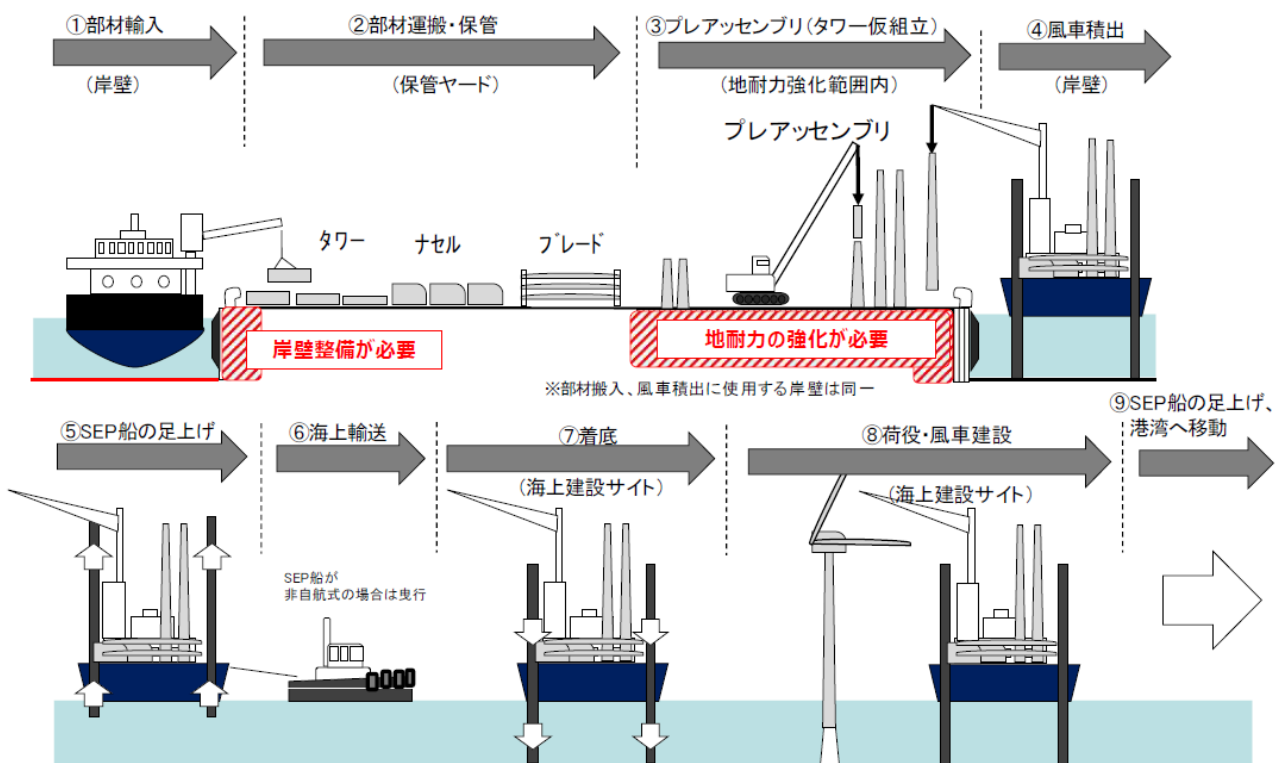 ①部材輸入
(岸壁)
②部材運搬・保管
(保管ヤード)
③プレアッセンブリ(タワー仮組立)
(地耐力強化範囲内)
④風車積出
(岸壁)
プレアッセンブリ
タワー
ナセル
ブレード
岸壁整備が必要
地耐力の強化が必要
※部材搬入、風車積出に使用する岸壁は同一
⑤SEP船の足上げ
⑥海上輸送
⑦着底
(海上建設サイト)
⑧荷役・風車建設
(海上建設サイト)
⑨SEP船の足上げ、
港湾へ移動
SEP船が
非自航式の場合は曳行